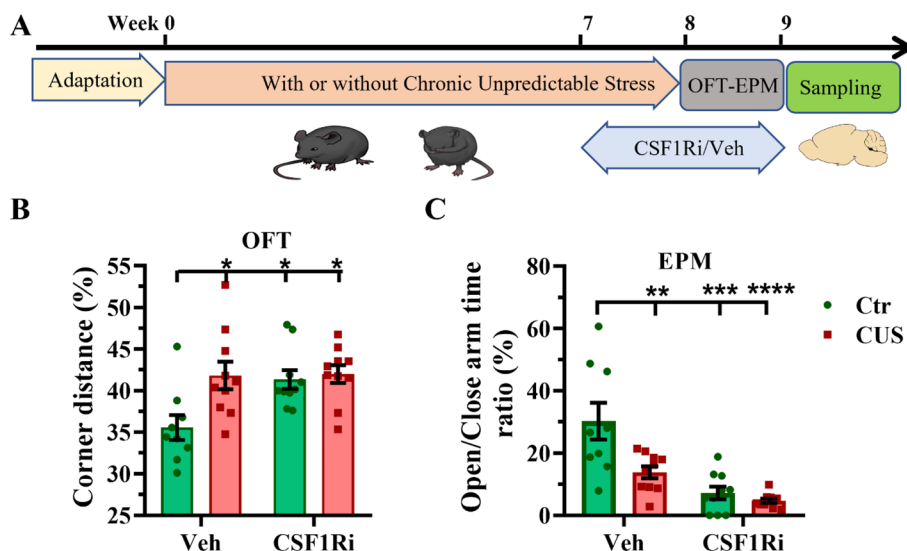 A
Week 0 7 8 9
Adaptation With or without Chronic Unpredictable Stress OFT-EPM Sampling
CSF1Ri/Veh
B
OFT
Corner distance (%)
55
50
45
40
35
30
25
* * *
Veh CSF1Ri
C
EPM
Open/Close arm time
ratio (%)
80
60
40
20
0
** *** ****
Veh CSF1Ri
Ctr
CUS